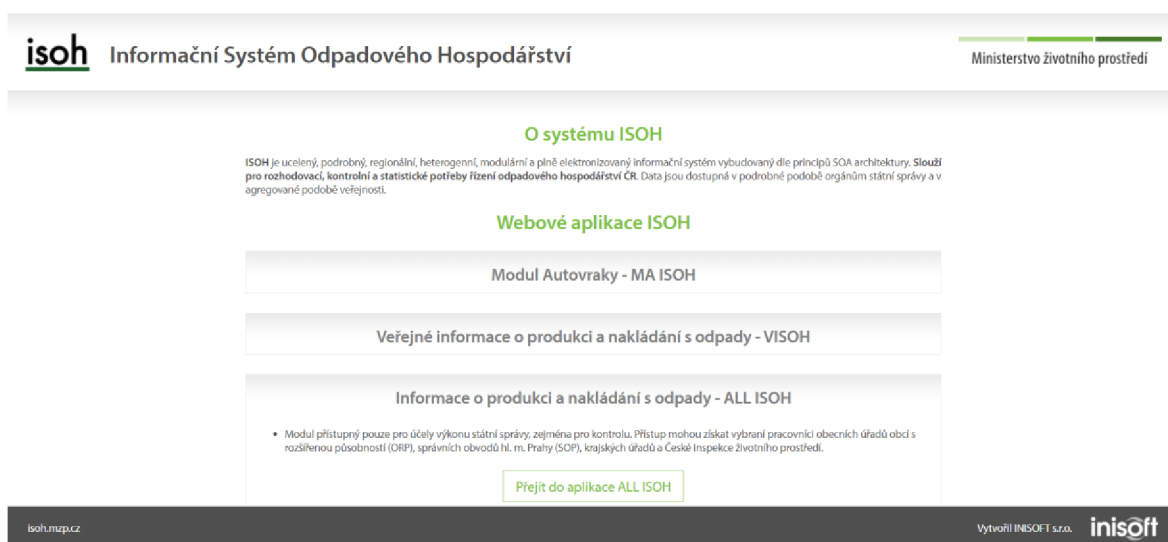 isoh Informační Systém Odpadového Hospodářství
Ministerstvo životního prostředí
O systému ISOH
ISOH je ucelený, podrobný, regionální, heterogenní, modulární a plně elektronizovaný informační systém vybudovaný dle principů SOA architektury. Slouží
pro rozhodovací, kontrolní a statistické potřeby řízení odpadového hospodářství ČR. Data jsou dostupná v podrobné podobě orgánům státní správy a v
agregované podobě veřejnosti.
Webové aplikace ISOH
Modul Autovraky - MA ISOH
Veřejné informace o produkci a nakládání s odpady - VISOH
Informace o produkci a nakládání s odpady - ALL ISOH
• Modul přístupný pouze pro účely výkonu státní správy, zejména pro kontrolu. Přístup mohou získat vybraní pracovníci obecních úřadů obcí s
rozšířenou působností (ORP), správních obvodů hl. m. Prahy (SOP), krajských úřadů a České inspekce životního prostředí.
Přejít do aplikace ALL ISOH
isoh.mzp.cz
Vytvořil INISOFT s.r.o. inisoft